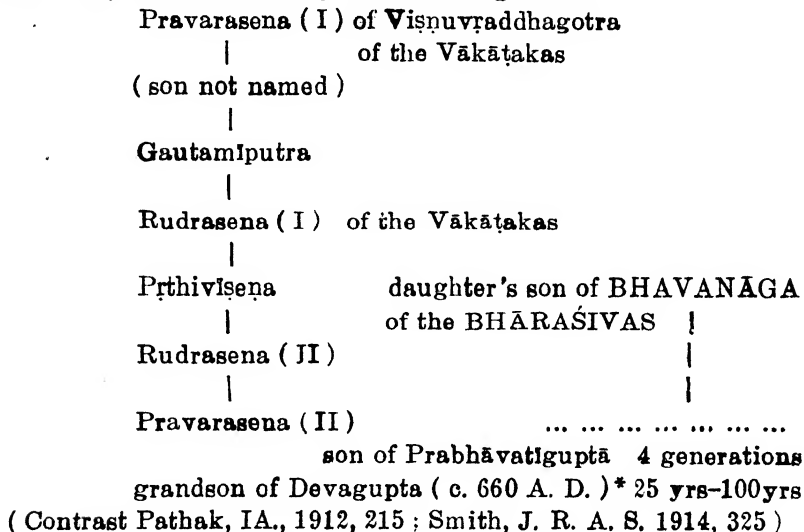 Pravarasena ( I ) of Viṣnuvṛaddhagotra
| of the Vākāṭakas
( son not named )
|
Gautamīputra
|
Rudrasena ( I ) of the Vākāṭakas
|
Pṛthivīṣeṇa daughter's son of BHAVANĀGA
| of the BHĀRAŚIVAS |
Rudrasena ( II ) |
| |
Pravarasena ( II ) ... ... ... ... ... ... ...
son of Prabhāvatīguptā 4 generations
grandson of Devagupta ( c. 660 A. D. )* 25 yrs-100yrs
( Contrast Pathak, IA., 1912, 215 ; Smith, J. R. A. S. 1914, 325 )